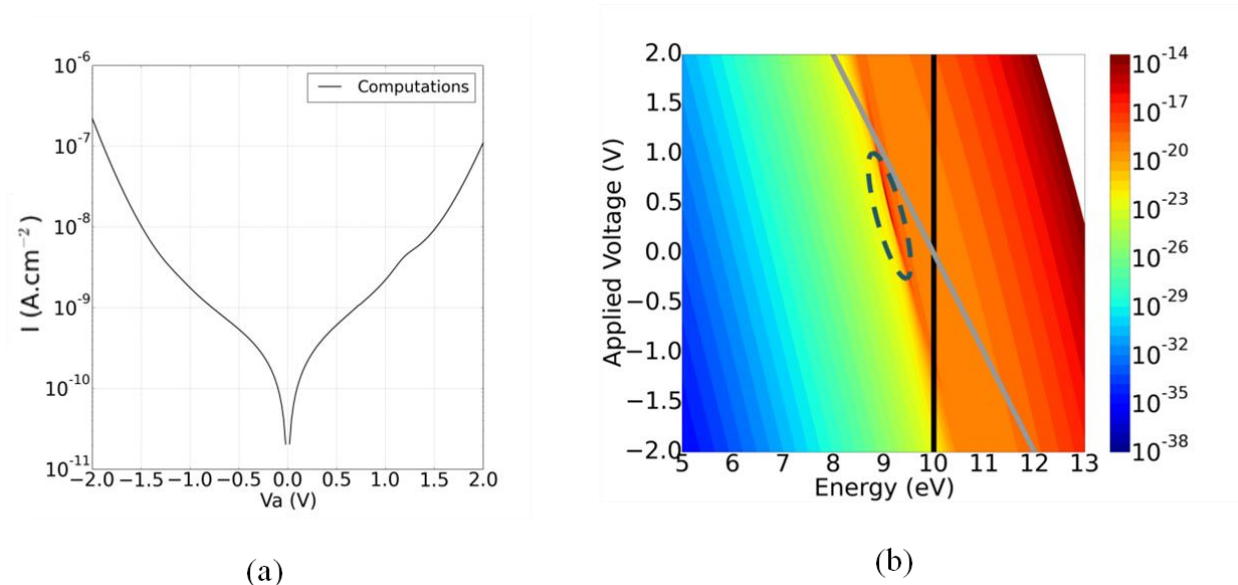 10^-6
10^-7
10^-8
10^-9
10^-10
10^-11
I (A.cm^-2)
Computations
−2.0 −1.5 −1.0 −0.5 0.0 0.5 1.0 1.5 2.0
Va (V)
(a)
2.0
1.5
1.0
0.5
0.0
−0.5
−1.0
−1.5
−2.0
Applied Voltage (V)
5 6 7 8 9 10 11 12 13
Energy (eV)
10^-14
10^-17
10^-20
10^-23
10^-26
10^-29
10^-32
10^-35
10^-38
(b)